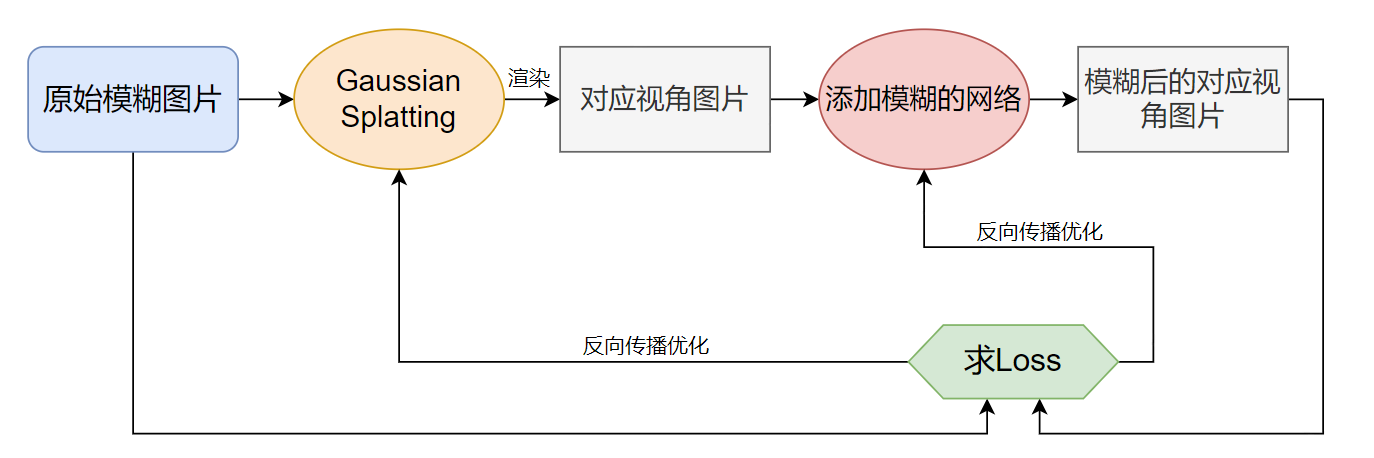 原始模糊图片
Gaussian
Splatting
渲染
对应视角图片
添加模糊的网络
模糊后的对应视
角图片
反向传播优化
反向传播优化
求Loss